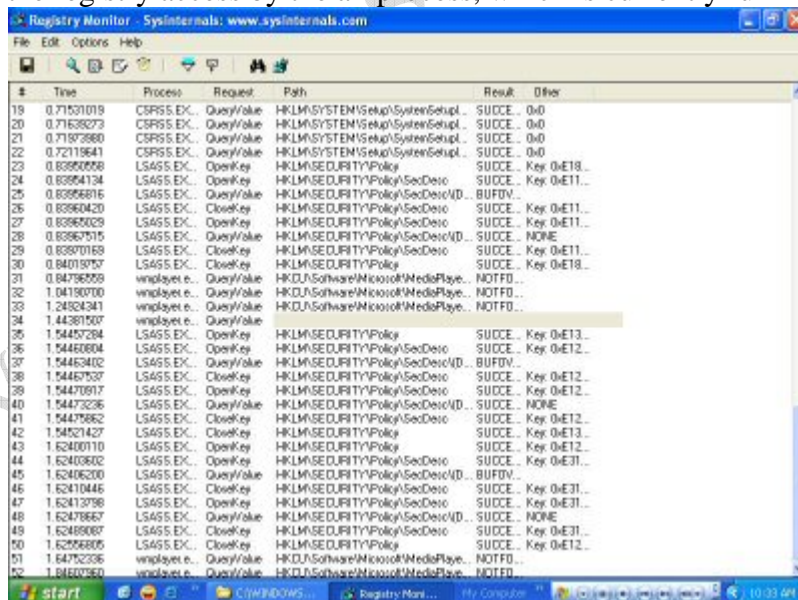 Registry Monitor - Sysinternals: www.sysinternals.com
File Edit Options Help
# Time Process Request Path Result Other
19 0.71531019 CSRSS.EX... QueryValue HKLM\SYSTEM\Setup\SystemSetupI... SUCCE... 0x0
20 0.71639273 CSRSS.EX... QueryValue HKLM\SYSTEM\Setup\SystemSetupI... SUCCE... 0x0
21 0.71973980 CSRSS.EX... QueryValue HKLM\SYSTEM\Setup\SystemSetupI... SUCCE... 0x0
22 0.72119641 CSRSS.EX... QueryValue HKLM\SYSTEM\Setup\SystemSetupI... SUCCE... 0x0
23 0.83950558 LSASS.EX... OpenKey HKLM\SECURITY\Policy SUCCE... Key: 0xE18...
24 0.83954134 LSASS.EX... OpenKey HKLM\SECURITY\Policy\SecDesc SUCCE... Key: 0xE11...
25 0.83956816 LSASS.EX... QueryValue HKLM\SECURITY\Policy\SecDesc\(D... BUFOV...
26 0.83960420 LSASS.EX... CloseKey HKLM\SECURITY\Policy\SecDesc SUCCE... Key: 0xE11...
27 0.83965029 LSASS.EX... OpenKey HKLM\SECURITY\Policy\SecDesc SUCCE... Key: 0xE11...
28 0.83967515 LSASS.EX... QueryValue HKLM\SECURITY\Policy\SecDesc\(D... SUCCE... NONE
29 0.83970169 LSASS.EX... CloseKey HKLM\SECURITY\Policy\SecDesc SUCCE... Key: 0xE11...
30 0.84019757 LSASS.EX... CloseKey HKLM\SECURITY\Policy SUCCE... Key: 0xE18...
31 0.84796559 wmplayer.e... QueryValue HKCU\Software\Microsoft\MediaPlaye... NOTFO...
32 1.04190700 wmplayer.e... QueryValue HKCU\Software\Microsoft\MediaPlaye... NOTFO...
33 1.24924341 wmplayer.e... QueryValue HKCU\Software\Microsoft\MediaPlaye... NOTFO...
34 1.44381507 wmplayer.e... QueryValue
35 1.54457284 LSASS.EX... OpenKey HKLM\SECURITY\Policy SUCCE... Key: 0xE13...
36 1.54460804 LSASS.EX... OpenKey HKLM\SECURITY\Policy\SecDesc SUCCE... Key: 0xE12...
37 1.54463402 LSASS.EX... QueryValue HKLM\SECURITY\Policy\SecDesc\(D... BUFOV...
38 1.54467537 LSASS.EX... CloseKey HKLM\SECURITY\Policy\SecDesc SUCCE... Key: 0xE12...
39 1.54470917 LSASS.EX... OpenKey HKLM\SECURITY\Policy\SecDesc SUCCE... Key: 0xE12...
40 1.54473236 LSASS.EX... QueryValue HKLM\SECURITY\Policy\SecDesc\(D... SUCCE... NONE
41 1.54475862 LSASS.EX... CloseKey HKLM\SECURITY\Policy\SecDesc SUCCE... Key: 0xE12...
42 1.54521427 LSASS.EX... CloseKey HKLM\SECURITY\Policy SUCCE... Key: 0xE13...
43 1.62400110 LSASS.EX... OpenKey HKLM\SECURITY\Policy SUCCE... Key: 0xE12...
44 1.62403602 LSASS.EX... OpenKey HKLM\SECURITY\Policy\SecDesc SUCCE... Key: 0xE31...
45 1.62406200 LSASS.EX... QueryValue HKLM\SECURITY\Policy\SecDesc\(D... BUFOV...
46 1.62410446 LSASS.EX... CloseKey HKLM\SECURITY\Policy\SecDesc SUCCE... Key: 0xE31...
47 1.62413798 LSASS.EX... OpenKey HKLM\SECURITY\Policy\SecDesc SUCCE... Key: 0xE31...
48 1.62478667 LSASS.EX... QueryValue HKLM\SECURITY\Policy\SecDesc\(D... SUCCE... NONE
49 1.62489087 LSASS.EX... CloseKey HKLM\SECURITY\Policy\SecDesc SUCCE... Key: 0xE31...
50 1.62556805 LSASS.EX... CloseKey HKLM\SECURITY\Policy SUCCE... Key: 0xE12...
51 1.64752336 wmplayer.e... QueryValue HKCU\Software\Microsoft\MediaPlaye... NOTFO...
52 1.84607360 wmplayer.e... QueryValue HKCU\Software\Microsoft\MediaPlaye... NOTFO...
start C:\WINDOWS... Registry Moni... My Computer 10:33 AM